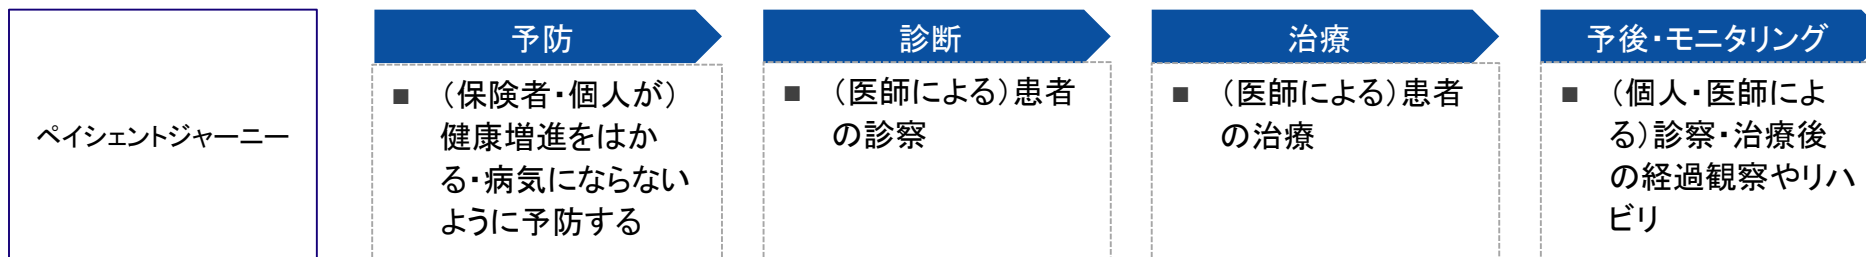 ペイシェントジャーニー
予防
■ （保険者・個人が）
健康増進をはか
る・病気にならない
ように予防する
診断
■ （医師による）患者
の診察
治療
■ （医師による）患者
の治療
予後・モニタリング
■ （個人・医師によ
る）診察・治療後
の経過観察やリハ
ビリ